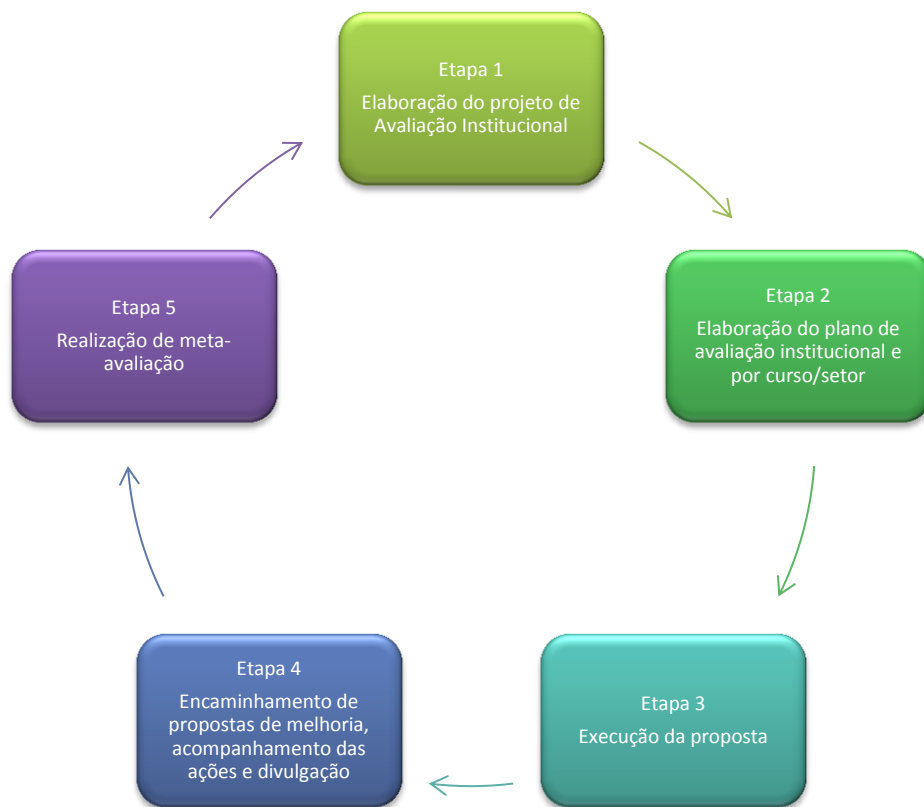 Etapa 1
Elaboração do projeto de
Avaliação Institucional
Etapa 2
Elaboração do plano de
avaliação institucional e
por curso/setor
Etapa 3
Execução da proposta
Etapa 4
Encaminhamento de
propostas de melhoria,
acompanhamento das
ações e divulgação
Etapa 5
Realização de meta-
avaliação